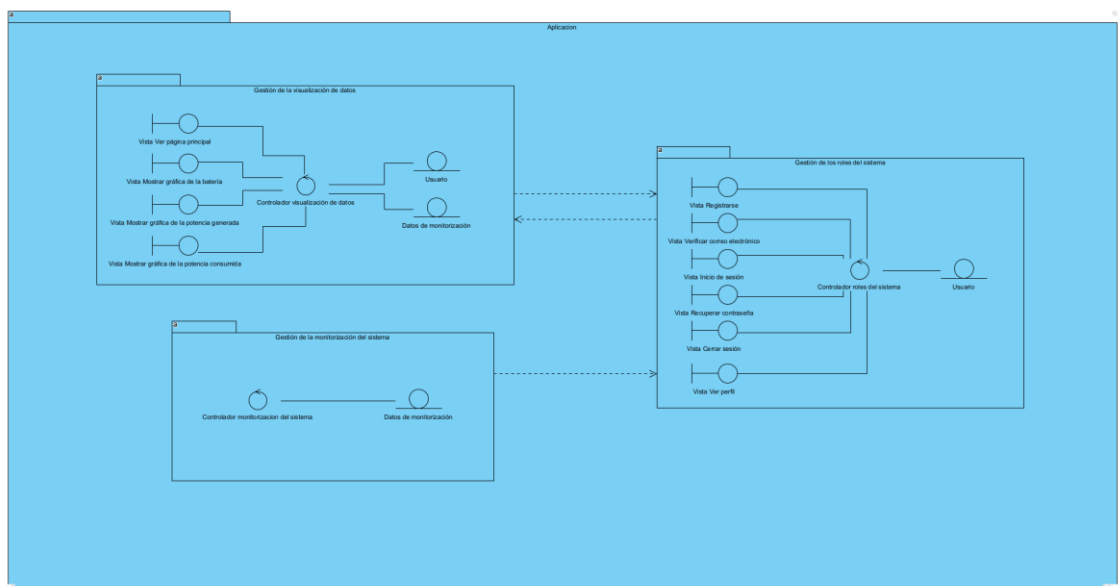 a
Aplicacion
a
Gestión de la visualización de datos
Vista Ver página principal
Vista Mostrar gráfica de la batería
Vista Mostrar gráfica de la potencia generada
Vista Mostrar gráfica de la potencia consumida
Controlador visualización de datos
Usuario
Datos de monitorización
a
Gestión de los roles del sistema
Vista Registrarse
Vista Verificar correo electrónico
Vista Inicio de sesión
Vista Recuperar contraseña
Vista Cerrar sesión
Vista Ver perfil
Controlador roles del sistema
Usuario
a
Gestión de la monitorización del sistema
Controlador monitorizacion del sistema
Datos de monitorización